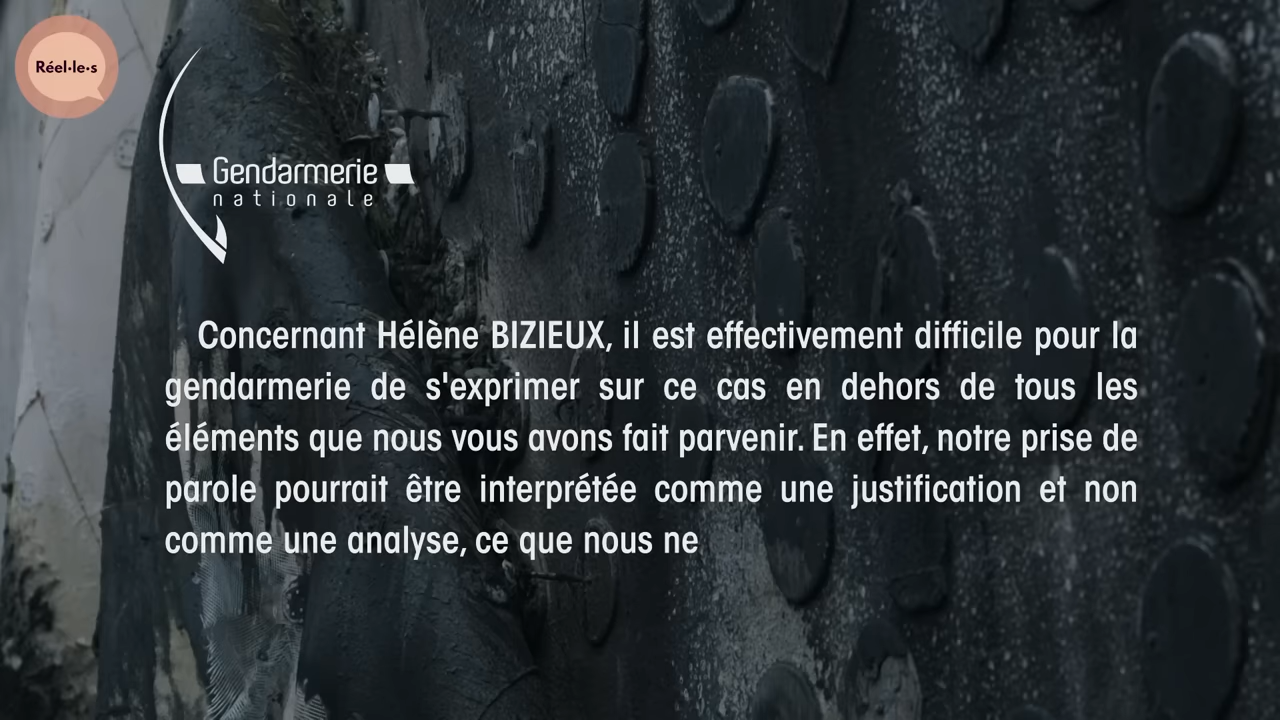 Réel·le·s
Gendarmerie
nationale
Concernant Hélène BIZIEUX, il est effectivement difficile pour la
gendarmerie de s'exprimer sur ce cas en dehors de tous les
éléments que nous vous avons fait parvenir. En effet, notre prise de
parole pourrait être interprétée comme une justification et non
comme une analyse, ce que nous ne